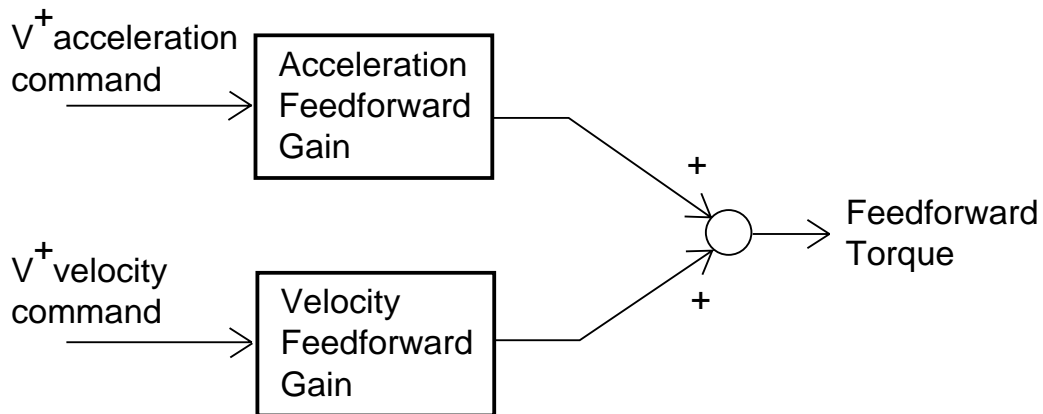 V+ acceleration
command
Acceleration
Feedforward
Gain
+
Feedforward
Torque
V+ velocity
command
Velocity
Feedforward
Gain
+